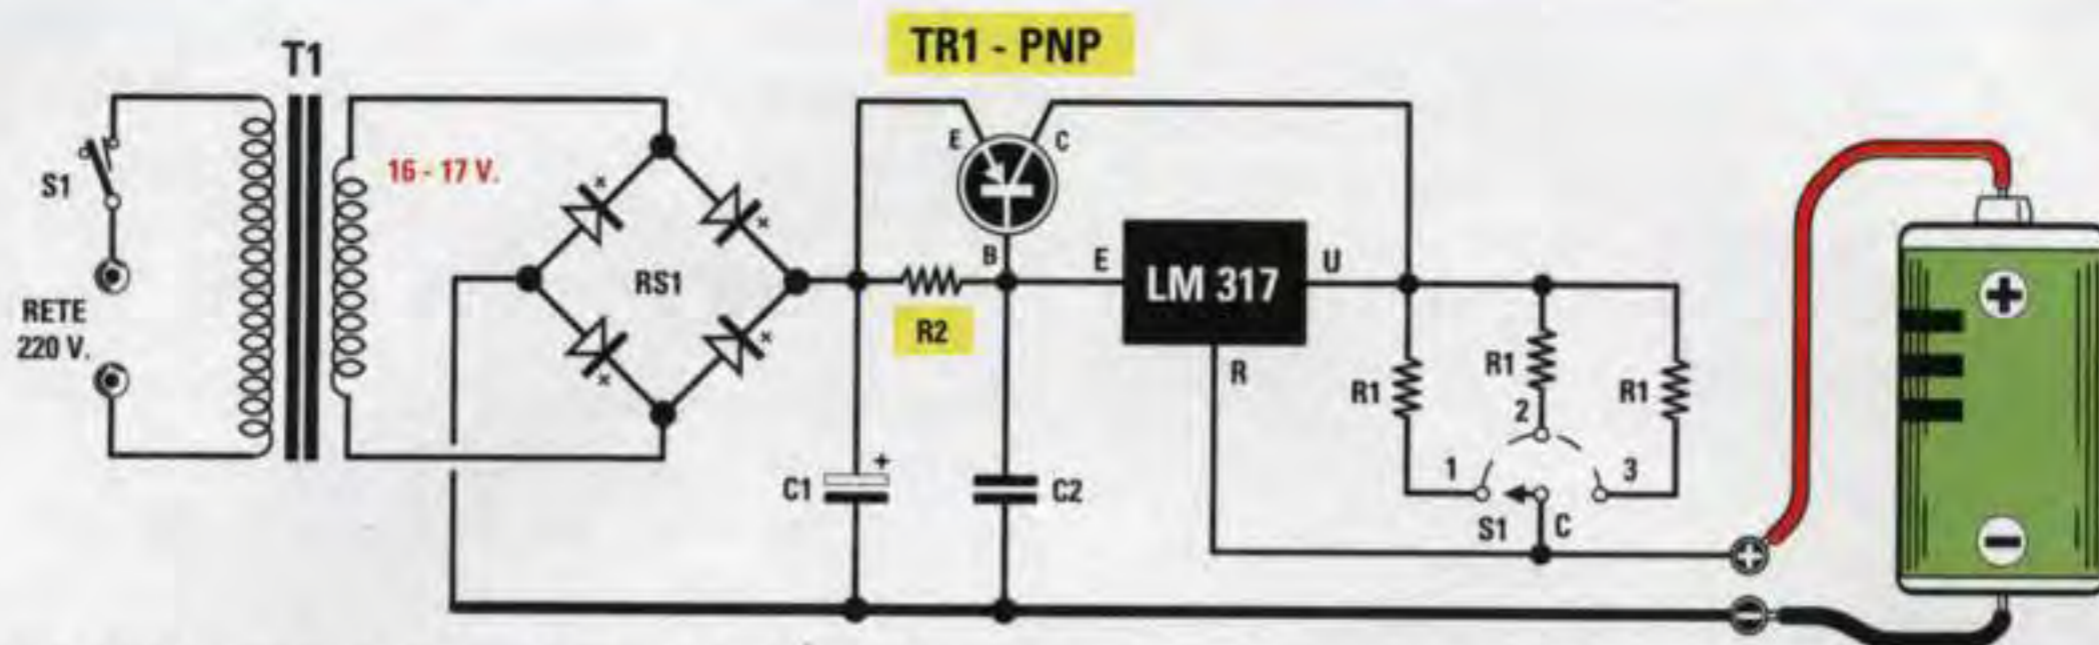 TR1 - PNP
T1
S1
16 - 17 V.
RETE
220 V.
RS1
E
C
B
R2
E
LM 317
U
R
R1
R1
R1
2
1
3
S1
C
C1
+
C2
+
−
+
−